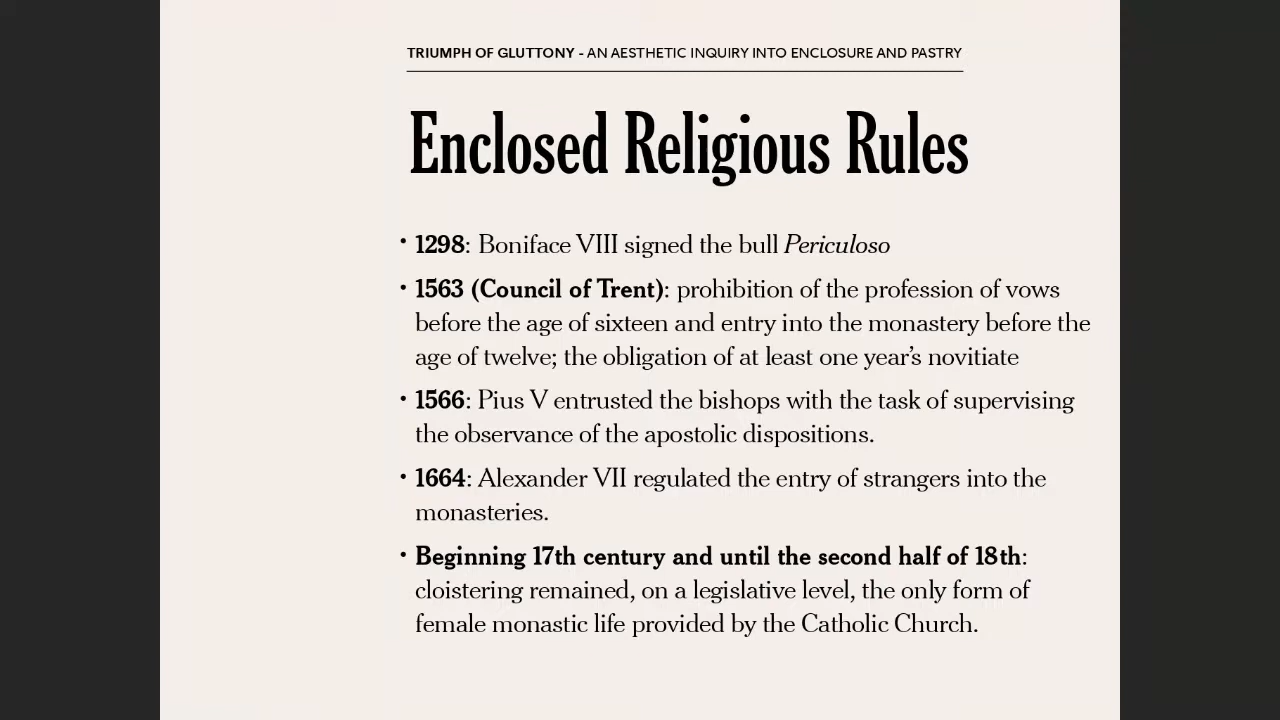 TRIUMPH OF GLUTTONY - AN AESTHETIC INQUIRY INTO ENCLOSURE AND PASTRY
Enclosed Religious Rules
• 1298: Boniface VIII signed the bull Periculoso
• 1563 (Council of Trent): prohibition of the profession of vows
before the age of sixteen and entry into the monastery before the
age of twelve; the obligation of at least one year’s novitiate
• 1566: Pius V entrusted the bishops with the task of supervising
the observance of the apostolic dispositions.
• 1664: Alexander VII regulated the entry of strangers into the
monasteries.
• Beginning 17th century and until the second half of 18th:
cloistering remained, on a legislative level, the only form of
female monastic life provided by the Catholic Church.